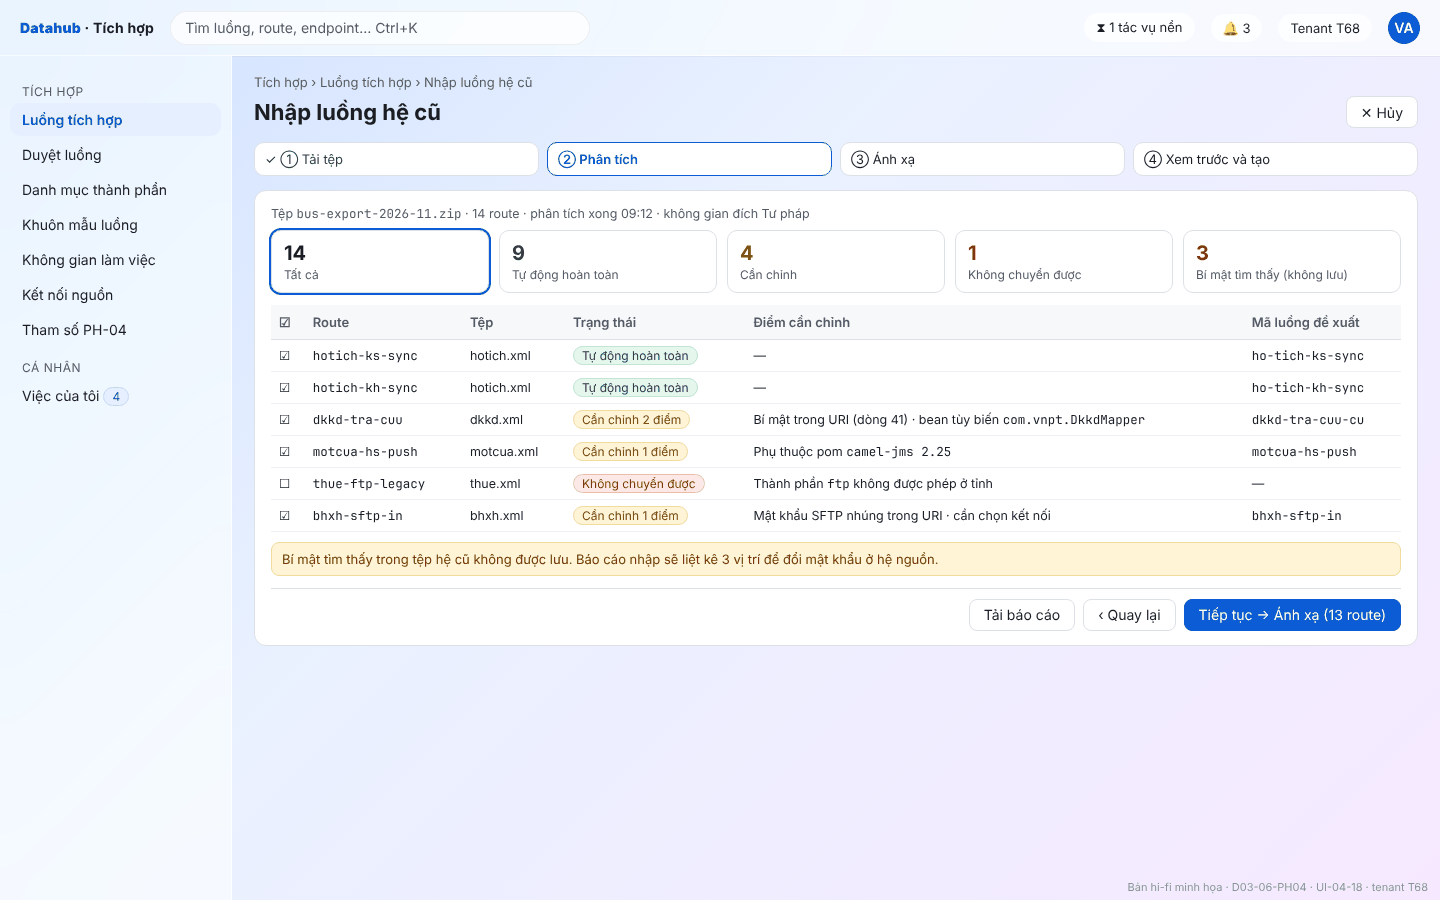 Datahub · Tích hợp
Tìm luồng, route, endpoint... Ctrl+K
⧗ 1 tác vụ nền
🔔 3
Tenant T68
VA
TÍCH HỢP
Luồng tích hợp
Duyệt luồng
Danh mục thành phần
Khuôn mẫu luồng
Không gian làm việc
Kết nối nguồn
Tham số PH-04
CÁ NHÂN
Việc của tôi 4
Tích hợp › Luồng tích hợp › Nhập luồng hệ cũ
Nhập luồng hệ cũ
✕ Hủy
✓ ① Tải tệp
② Phân tích
③ Ánh xạ
④ Xem trước và tạo
Tệp bus-export-2026-11.zip · 14 route · phân tích xong 09:12 · không gian đích Tư pháp
14
Tất cả
9
Tự động hoàn toàn
4
Cần chỉnh
1
Không chuyển được
3
Bí mật tìm thấy (không lưu)
☑ Route Tệp Trạng thái Điểm cần chỉnh Mã luồng đề xuất
☑ hotich-ks-sync hotich.xml Tự động hoàn toàn — ho-tich-ks-sync
☑ hotich-kh-sync hotich.xml Tự động hoàn toàn — ho-tich-kh-sync
☑ dkkd-tra-cuu dkkd.xml Cần chỉnh 2 điểm Bí mật trong URI (dòng 41) · bean tùy biến com.vnpt.DkkdMapper dkkd-tra-cuu-cu
☑ motcua-hs-push motcua.xml Cần chỉnh 1 điểm Phụ thuộc pom camel-jms 2.25 motcua-hs-push
☐ thue-ftp-legacy thue.xml Không chuyển được Thành phần ftp không được phép ở tỉnh —
☑ bhxh-sftp-in bhxh.xml Cần chỉnh 1 điểm Mật khẩu SFTP nhúng trong URI · cần chọn kết nối bhxh-sftp-in
Bí mật tìm thấy trong tệp hệ cũ không được lưu. Báo cáo nhập sẽ liệt kê 3 vị trí để đổi mật khẩu ở hệ nguồn.
Tải báo cáo
‹ Quay lại
Tiếp tục → Ánh xạ (13 route)
Bản hi-fi minh họa · D03-06-PH04 · UI-04-18 · tenant T68